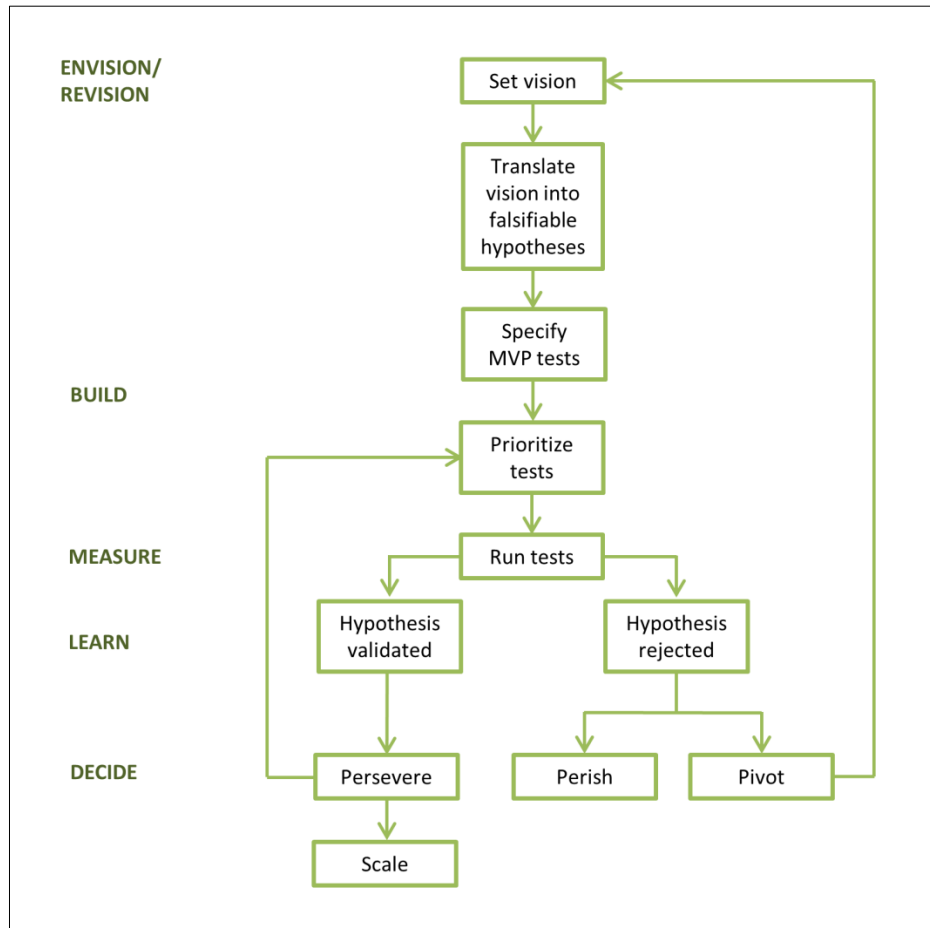 ENVISION/
REVISION
Set vision
Translate
vision into
falsifiable
hypotheses
Specify
MVP tests
BUILD
Prioritize
tests
MEASURE
Run tests
LEARN
Hypothesis
validated
Hypothesis
rejected
DECIDE
Persevere
Perish
Pivot
Scale